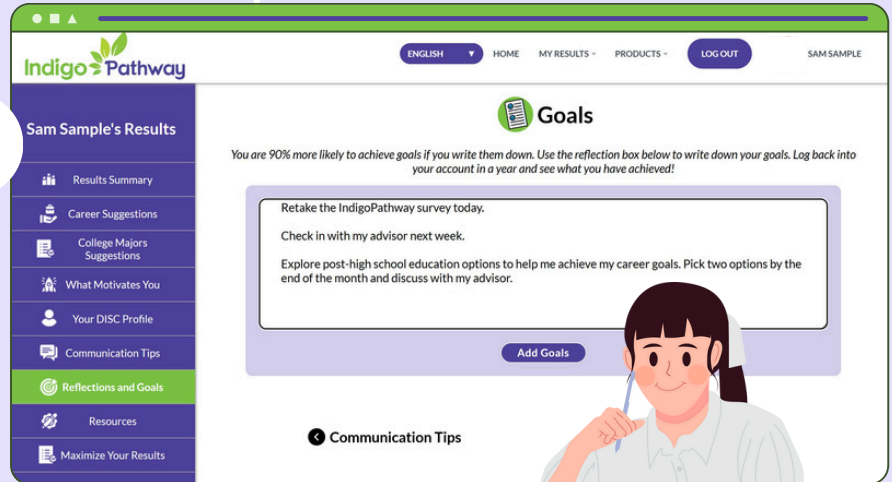 Indigo Pathway
ENGLISH
HOME
MY RESULTS
PRODUCTS
LOG OUT
SAM SAMPLE
Sam Sample's Results
Results Summary
Career Suggestions
College Majors
Suggestions
What Motivates You
Your DISC Profile
Communication Tips
Reflections and Goals
Resources
Maximize Your Results
Goals
You are 90% more likely to achieve goals if you write them down. Use the reflection box below to write down your goals. Log back into
your account in a year and see what you have achieved!
Retake the IndigoPathway survey today.
Check in with my advisor next week.
Explore post-high school education options to help me achieve my career goals. Pick two options by the
end of the month and discuss with my advisor.
Add Goals
Communication Tips